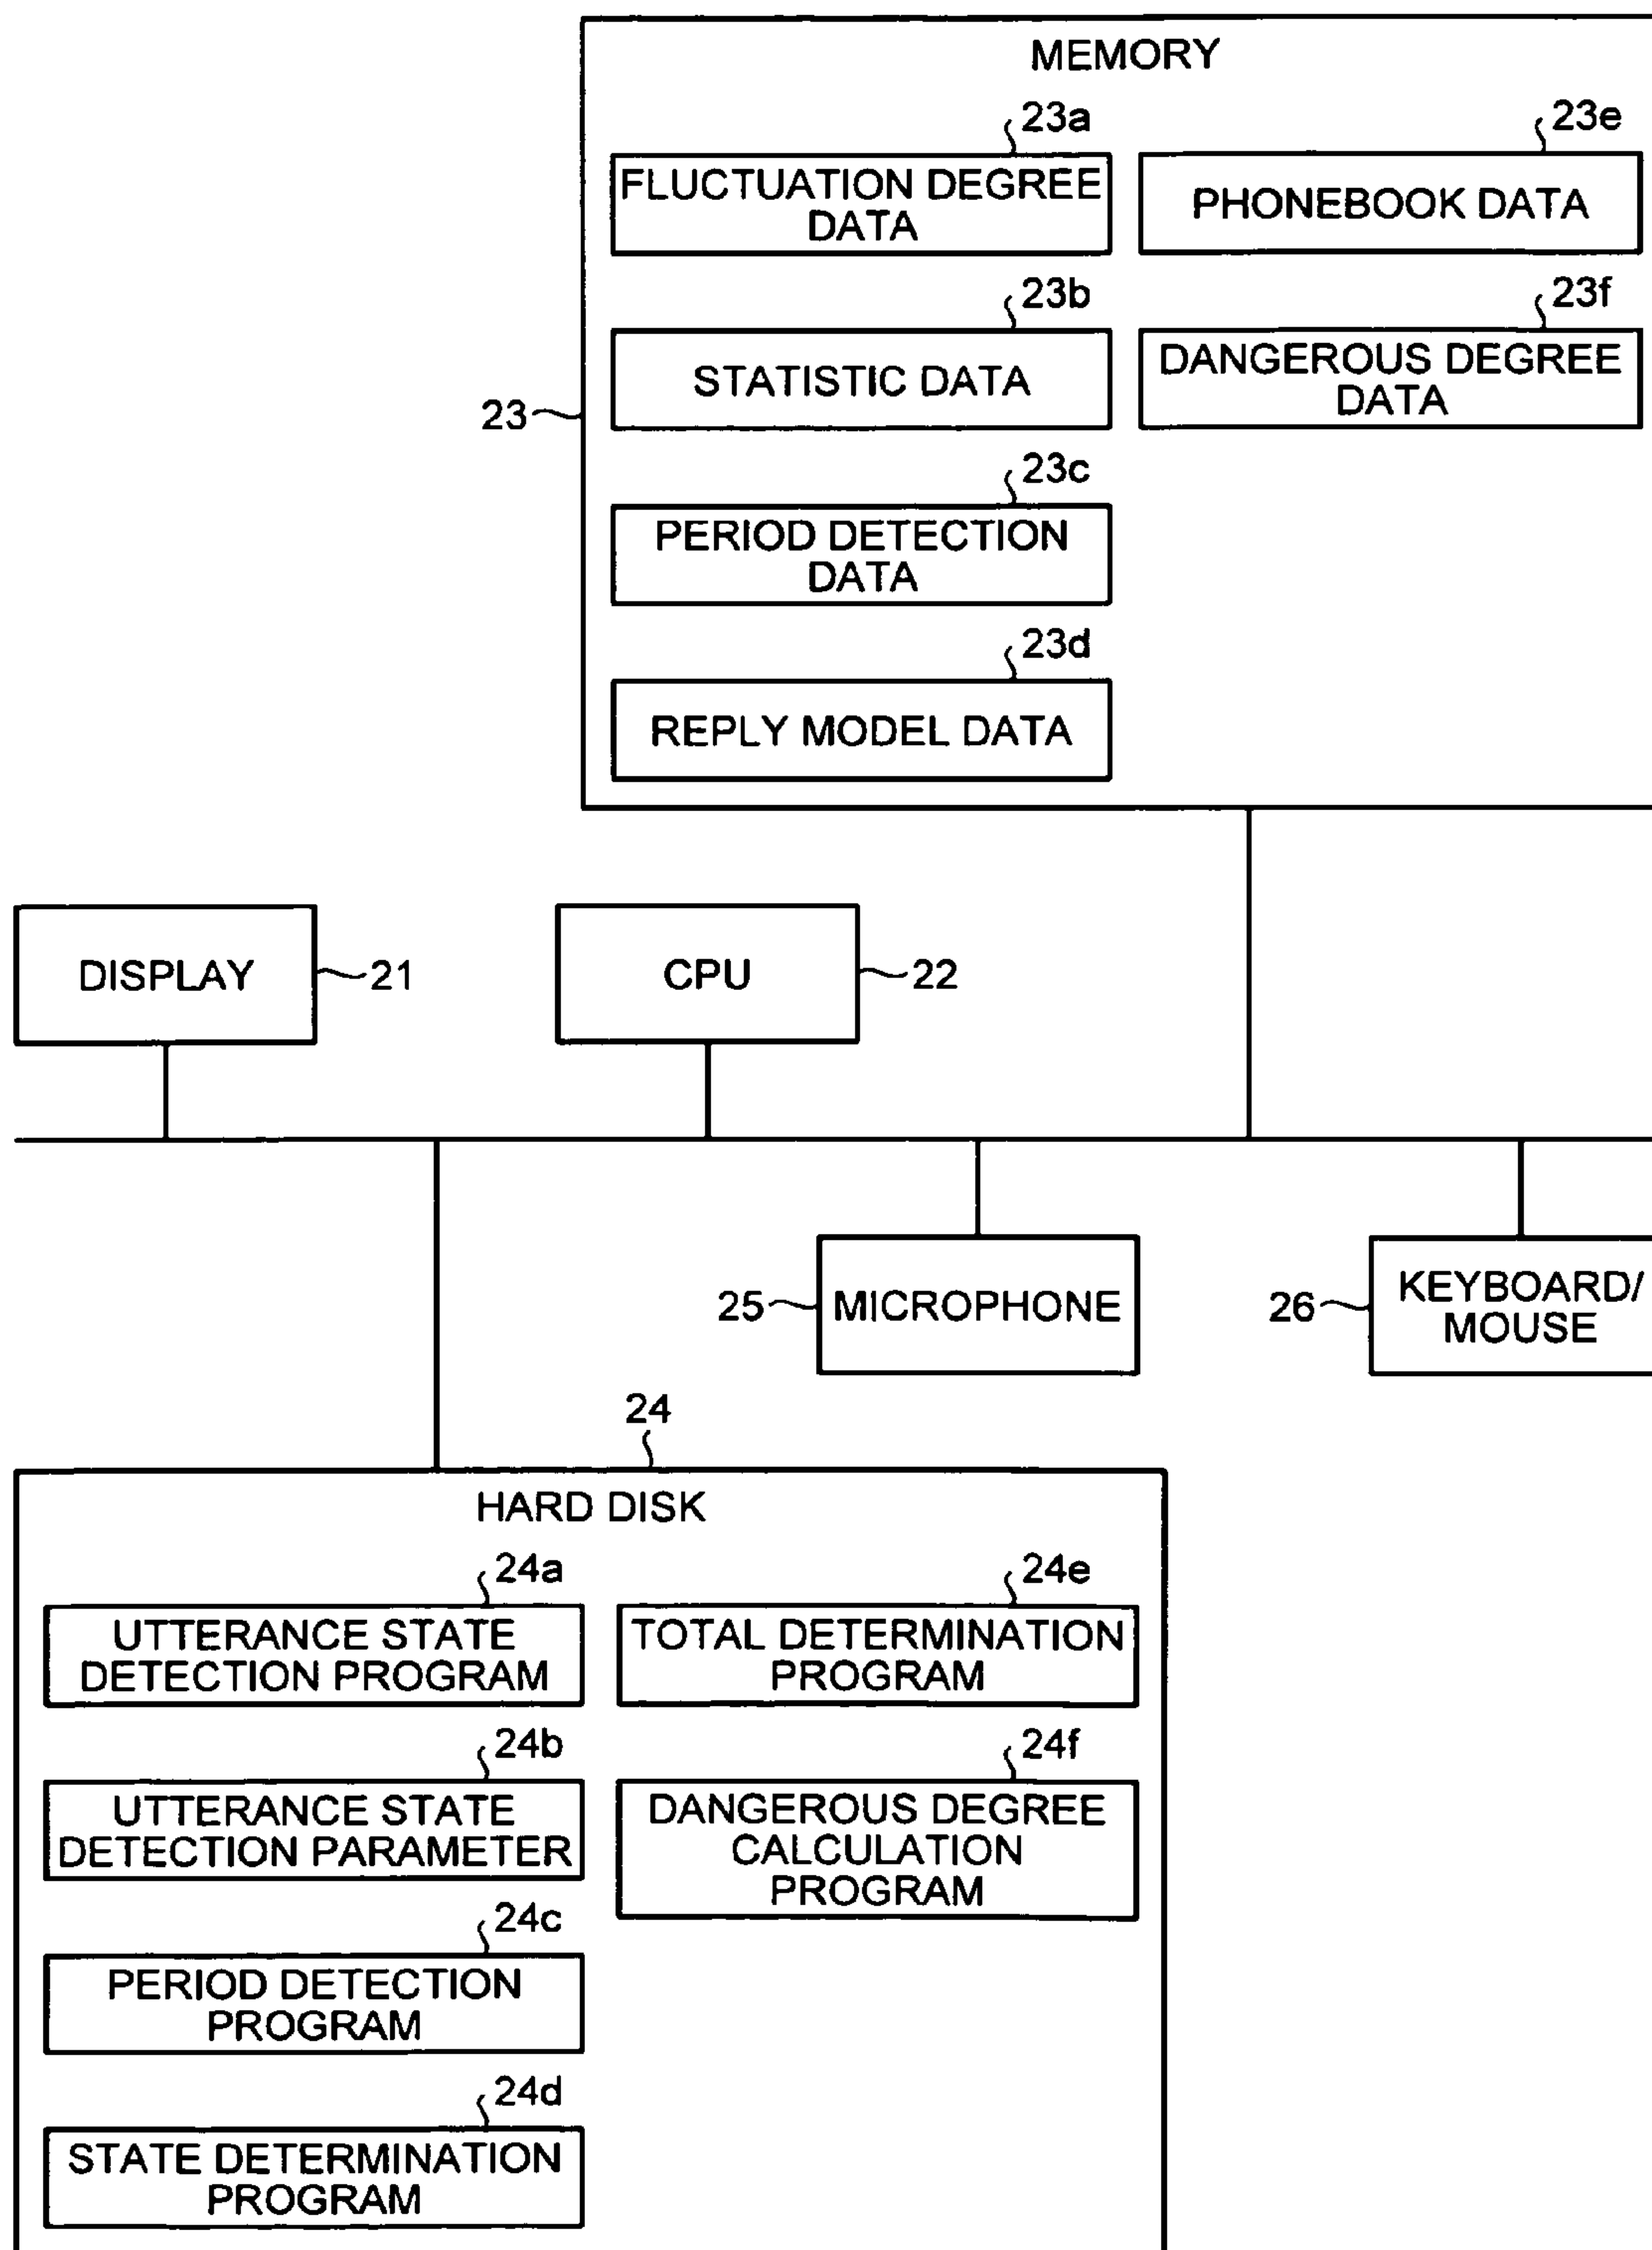 MEMORY
23a
FLUCTUATION DEGREE
DATA
23e
PHONEBOOK DATA
23b
STATISTIC DATA
23f
DANGEROUS DEGREE
DATA
23
23c
PERIOD DETECTION
DATA
23d
REPLY MODEL DATA
DISPLAY
21
CPU
22
25
MICROPHONE
26
KEYBOARD/
MOUSE
24
HARD DISK
24a
UTTERANCE STATE
DETECTION PROGRAM
24e
TOTAL DETERMINATION
PROGRAM
24b
UTTERANCE STATE
DETECTION PARAMETER
24f
DANGEROUS DEGREE
CALCULATION
PROGRAM
24c
PERIOD DETECTION
PROGRAM
24d
STATE DETERMINATION
PROGRAM